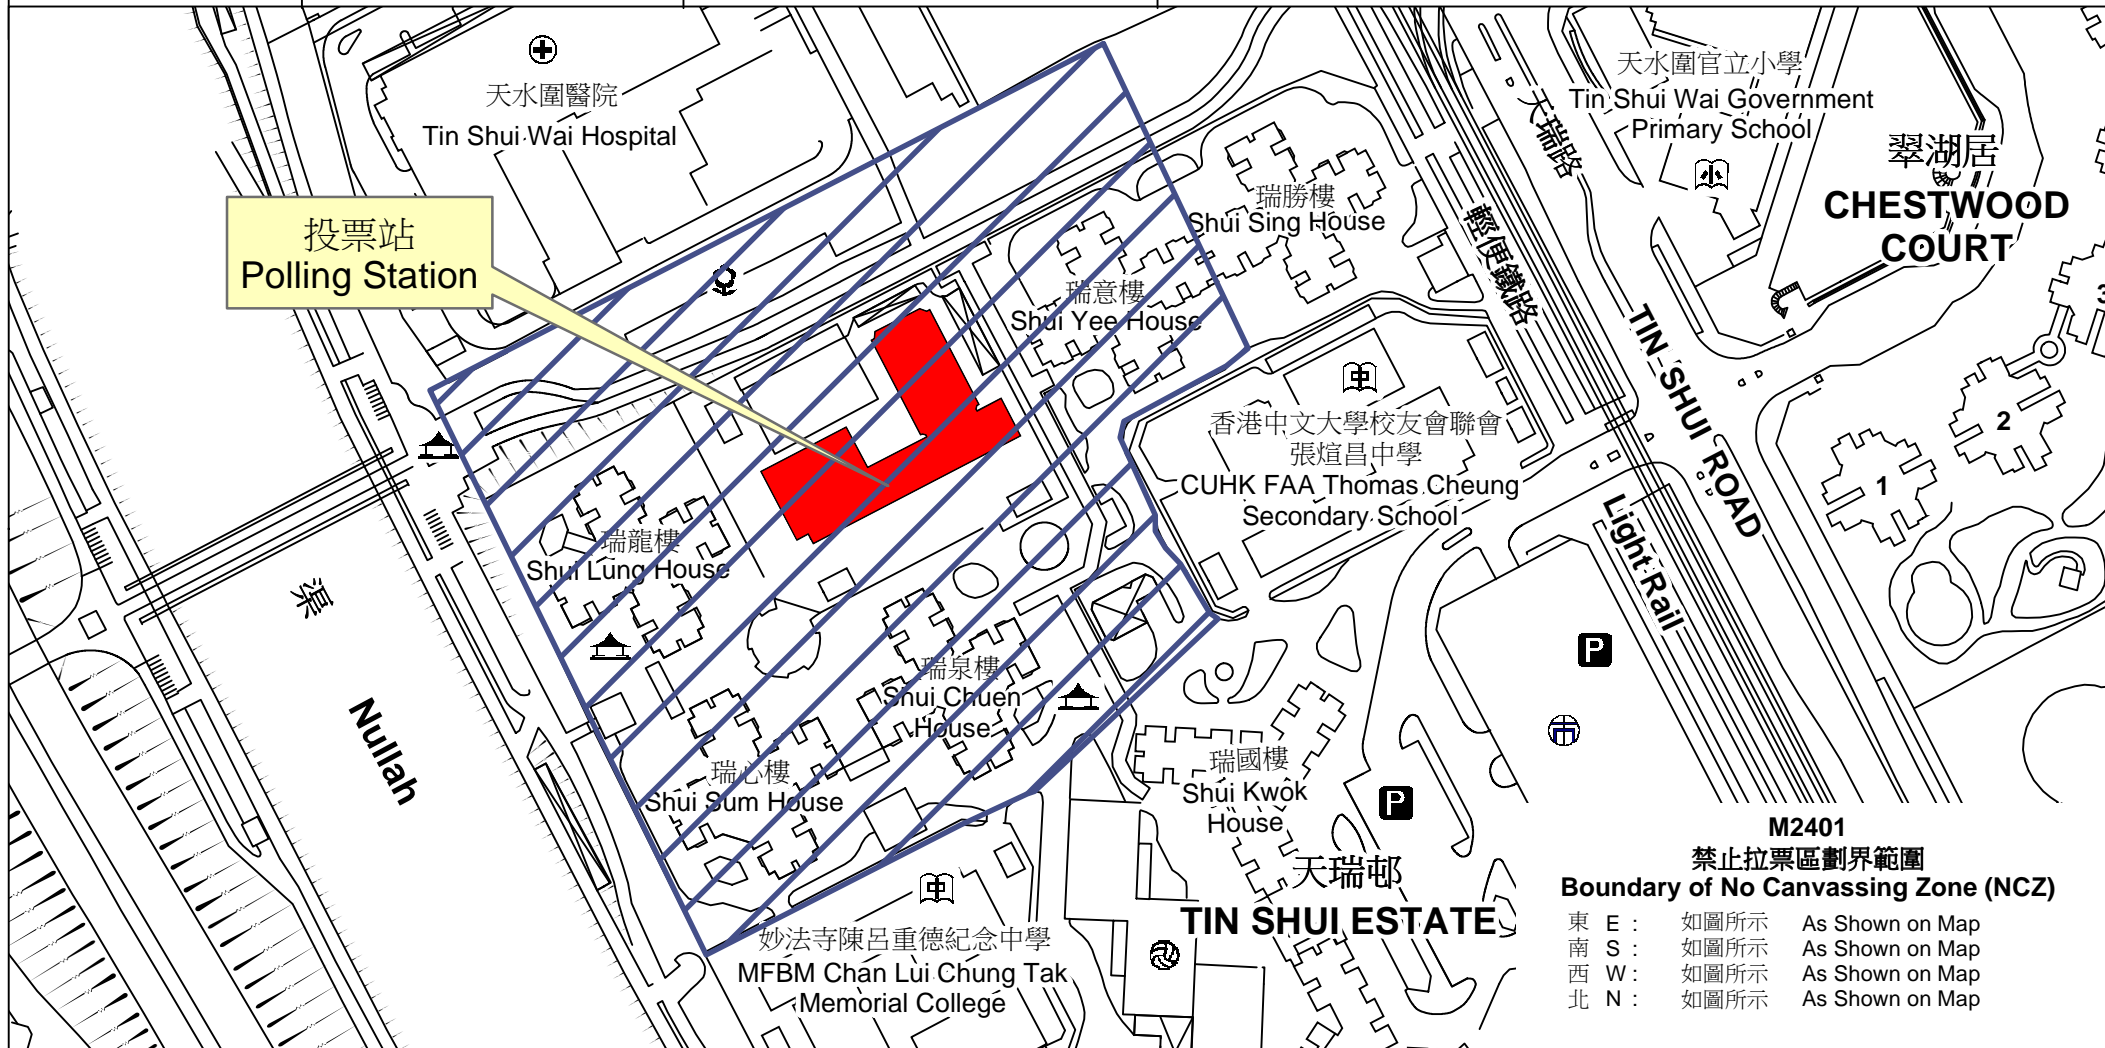 天水圍醫院
Tin Shui Wai Hospital
天水圍官立小學
Tin Shui Wai Government
Primary School
小
天瑞路
翠湖居
CHESTWOOD
COURT
投票站
Polling Station
瑞勝樓
Shui Sing House
輕便鐵路
瑞意樓
Shui Yee House
3
TIN SHUI ROAD
中
香港中文大學校友會聯會
張煊昌中學
CUHK FAA Thomas Cheung
Secondary School
2
1
Light Rail
瑞龍樓
Shui Lung House
渠
Nullah
瑞泉樓
Shui Chuen
House
P
市
瑞心樓
Shui Sum House
瑞國樓
Shui Kwok
House
P
天瑞邨
TIN SHUI ESTATE
中
妙法寺陳呂重德紀念中學
MFBM Chan Lui Chung Tak
Memorial College
M2401
禁止拉票區劃界範圍
Boundary of No Canvassing Zone (NCZ)
東 E : 如圖所示 As Shown on Map
南 S : 如圖所示 As Shown on Map
西 W : 如圖所示 As Shown on Map
北 N : 如圖所示 As Shown on Map